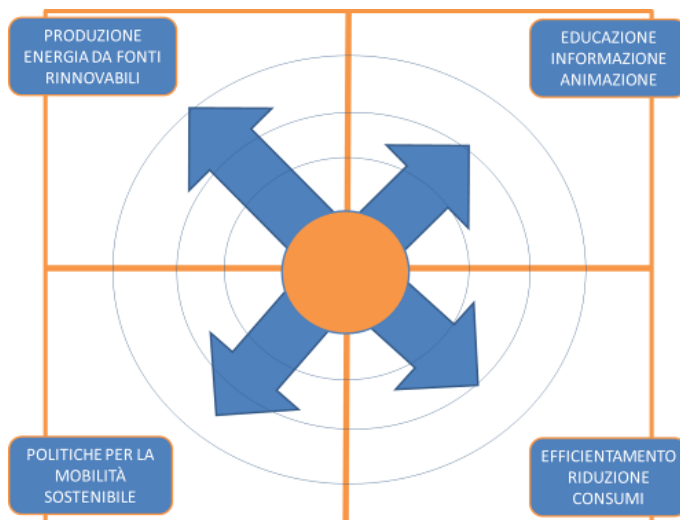 PRODUZIONE
ENERGIA DA FONTI
RINNOVABILI
EDUCAZIONE
INFORMAZIONE
ANIMAZIONE
POLITICHE PER LA
MOBILITÀ
SOSTENIBILE
EFFICIENTAMENTO
RIDUZIONE
CONSUMI